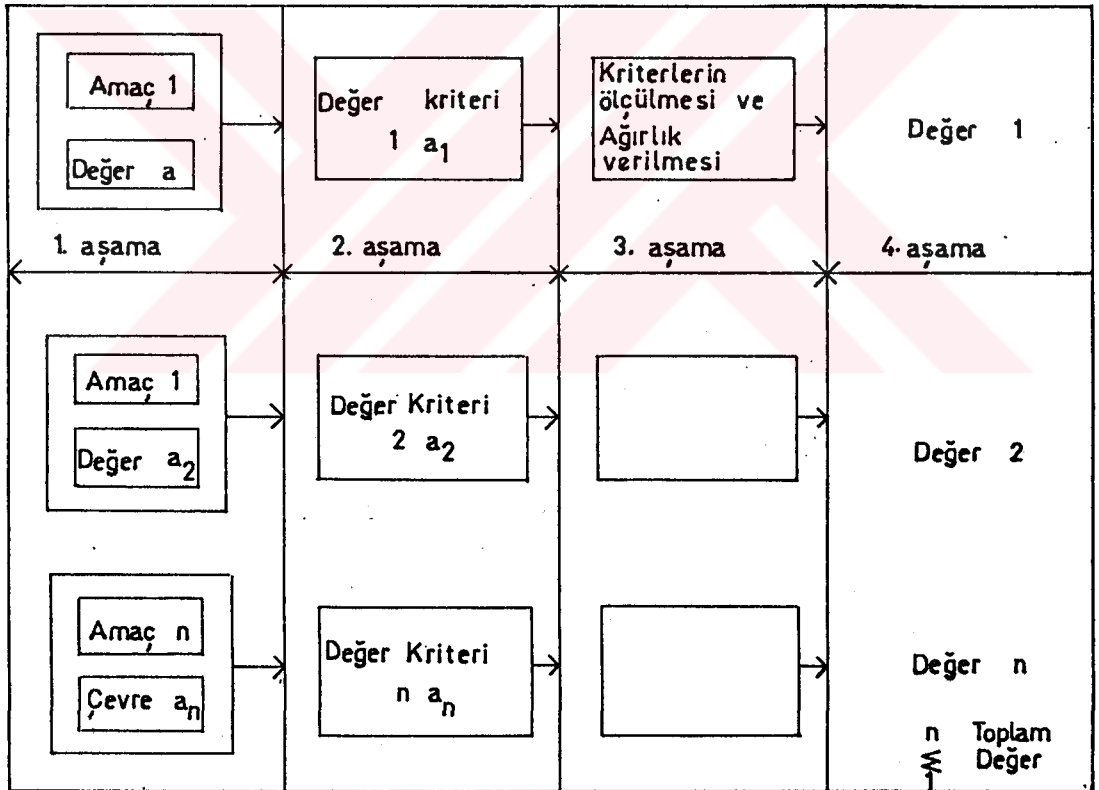 Amaç 1
Değer a
Değer kriteri
1 a₁
Kriterlerin
ölçülmesi ve
Ağırlık
verilmesi
Değer 1
1. aşama
2. aşama
3. aşama
4. aşama
Amaç 1
Değer a₂
Değer Kriteri
2 a₂
Değer 2
Amaç n
Çevre aₙ
Değer Kriteri
n aₙ
Değer n
n Toplam
Değer